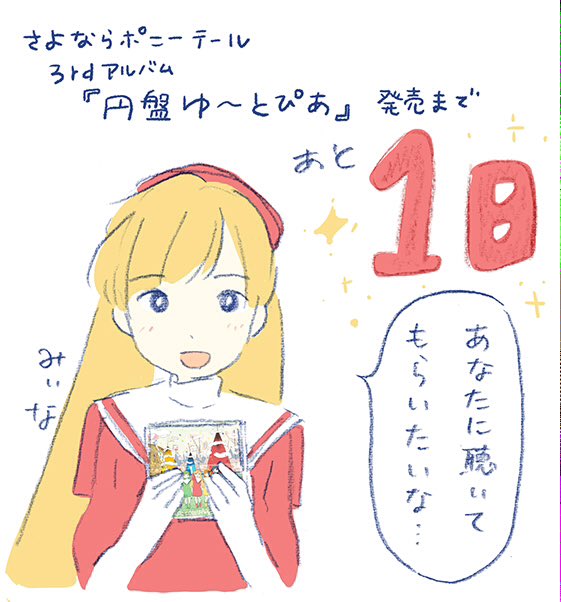 さよならポニーテール
3rdアルバム
『円盤ゆ〜とぴあ』発売まで
あと
1日
あなたに聴いて
もらいたいな…
みぃな